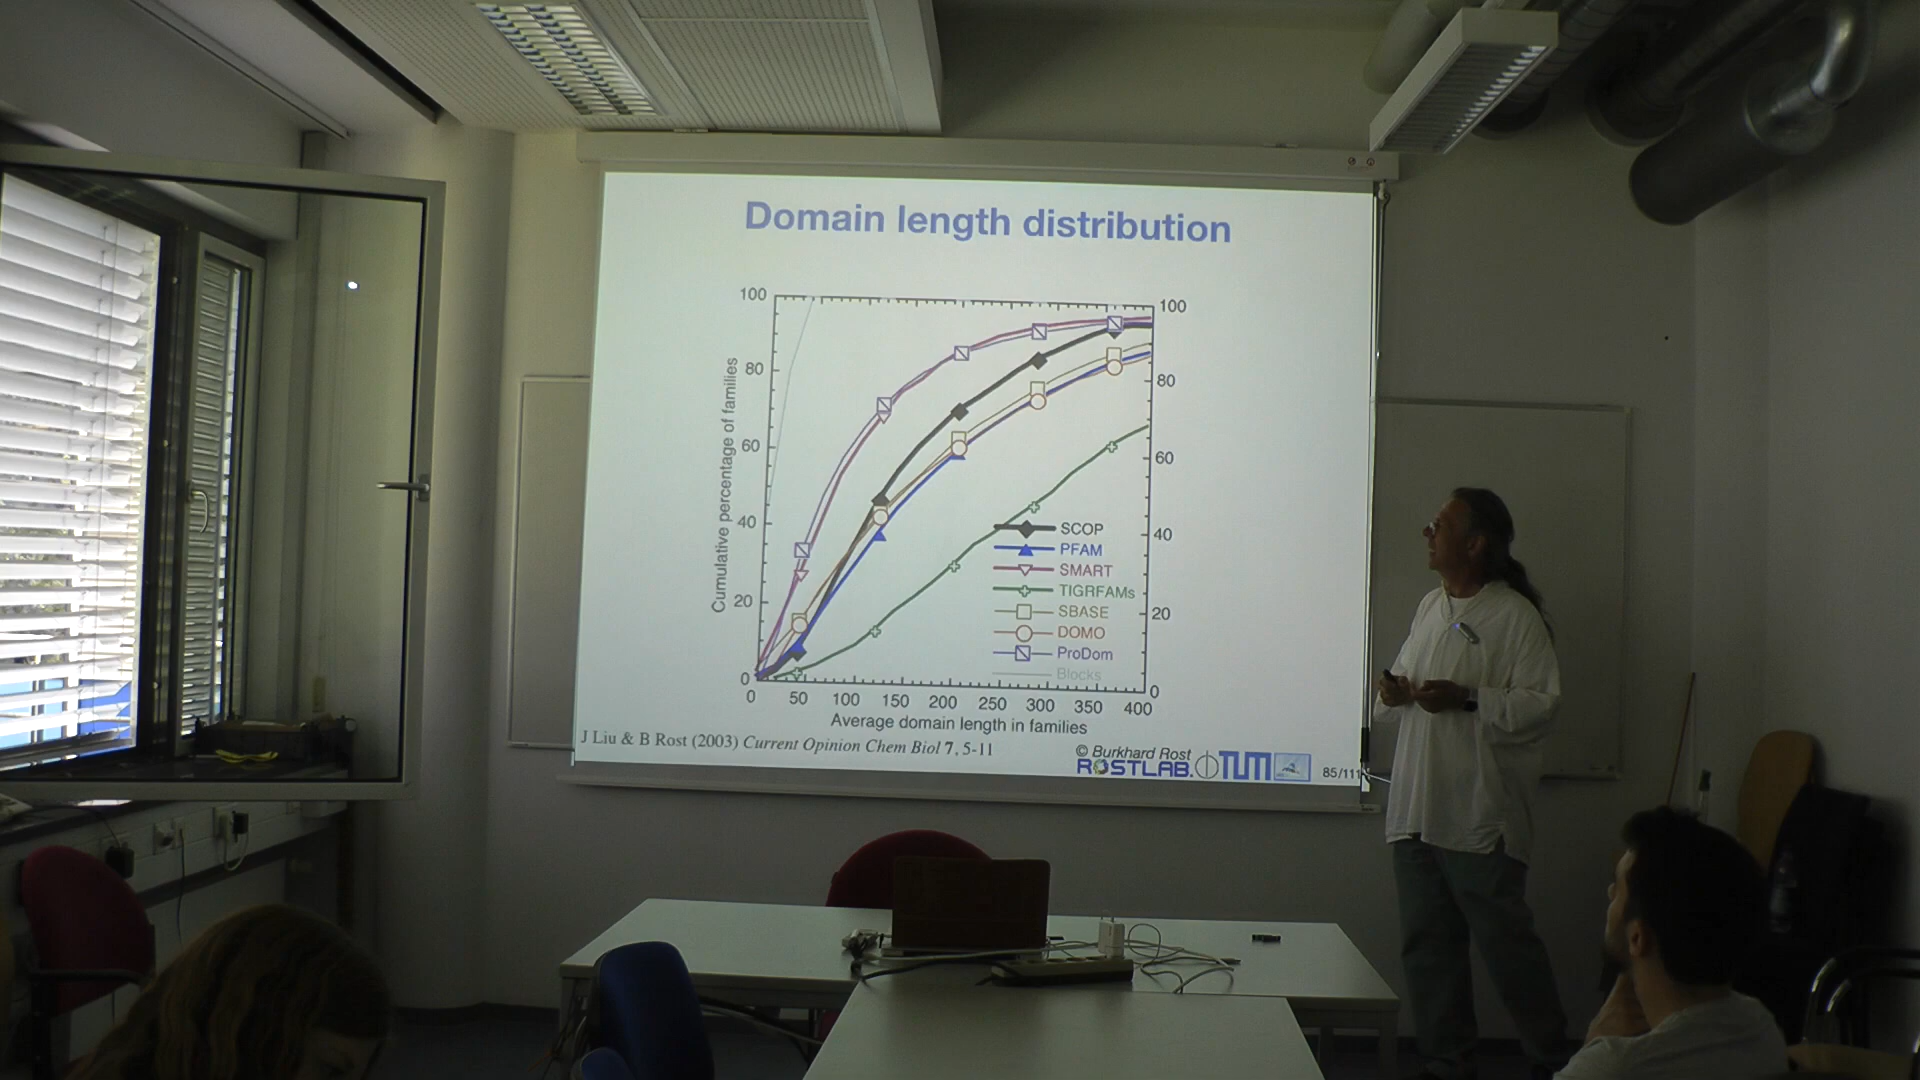 Domain length distribution
100
80
60
40
20
0
Cumulative percentage of families
100
80
60
40
20
0
SCOP
PFAM
SMART
TIGRFAMs
SBASE
DOMO
ProDom
Blocks
0 50 100 150 200 250 300 350 400
Average domain length in families
J Liu & B Rost (2003) Current Opinion Chem Biol 7, 5-11
© Burkhard Rost
ROSTLAB. TUM
85/111